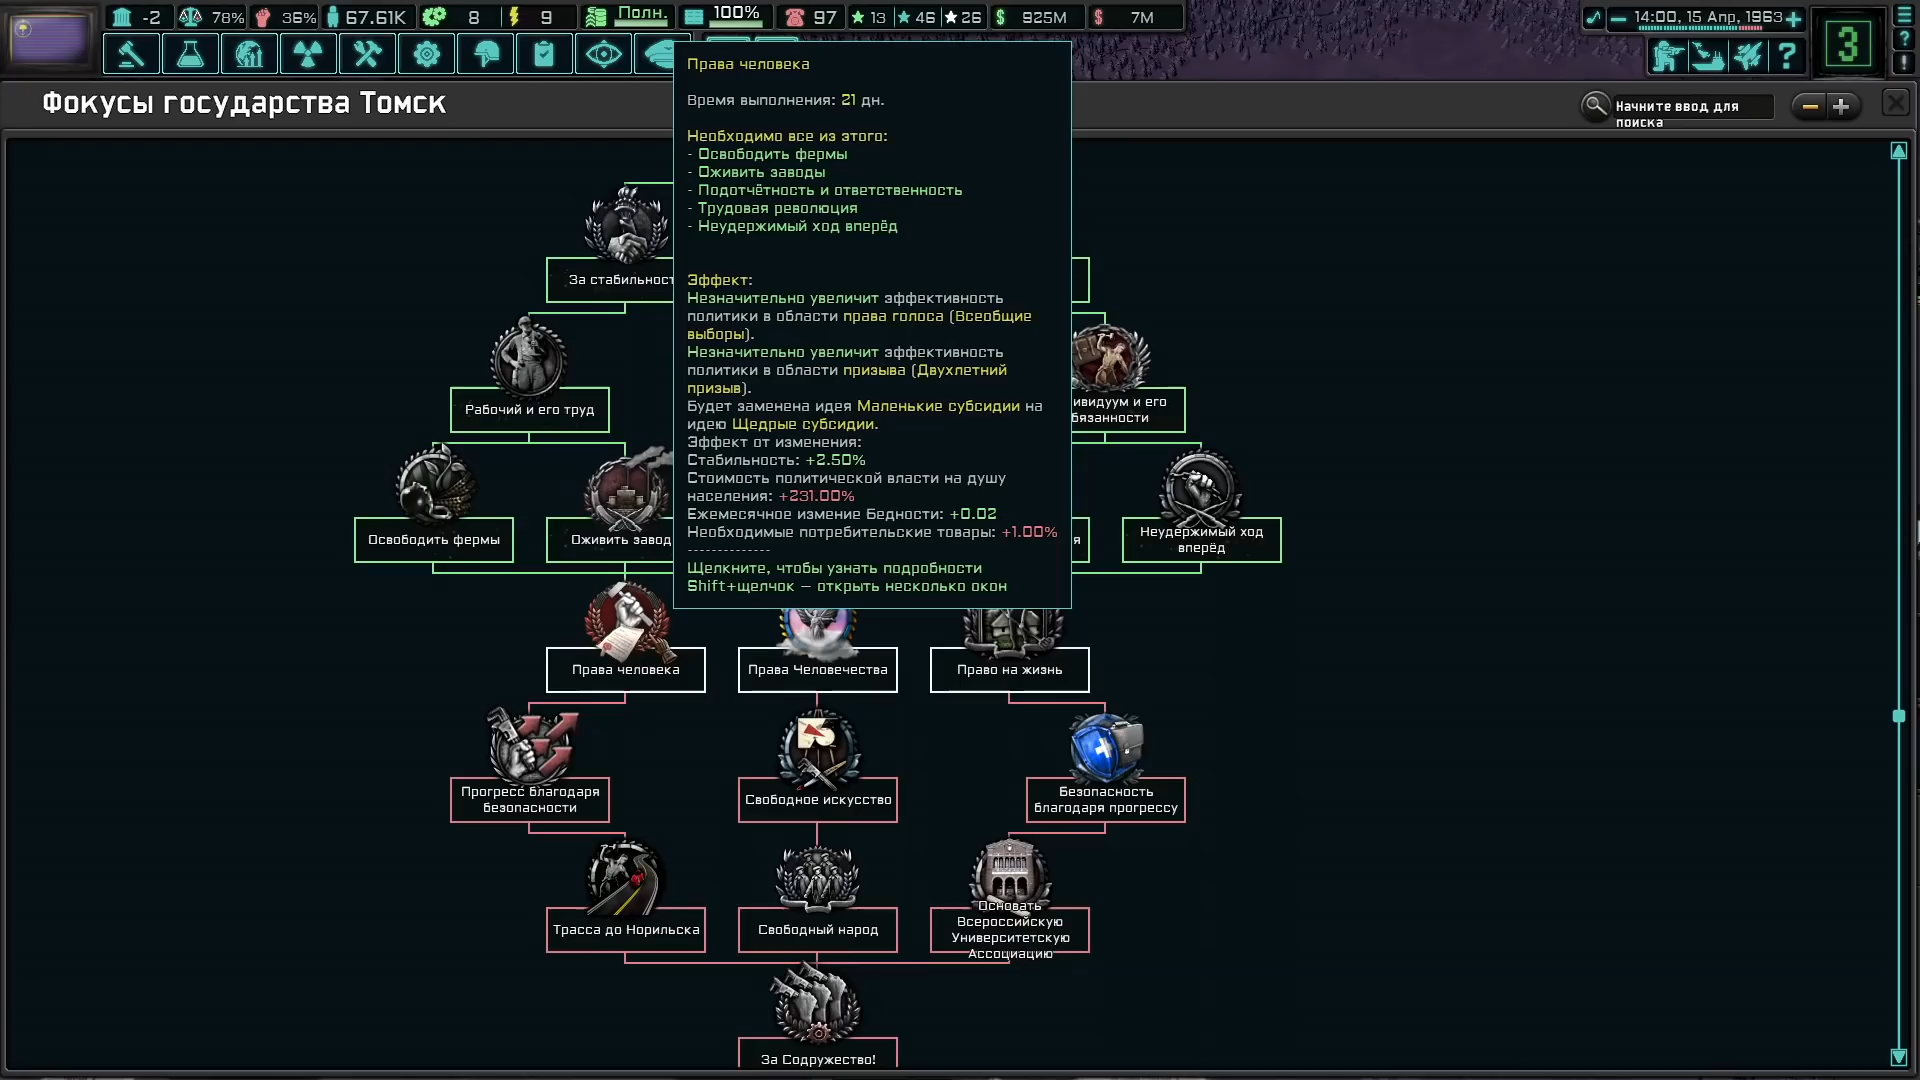 -2
78%
36%
67.61K
8
9
Полн.
100%
97
13
46
26
925M
7M
14:00, 15 Апр, 1963
3
Фокусы государства Томск
Начните ввод для
поиска
Права человека
Время выполнения: 21 дн.
Необходимо все из этого:
- Освободить фермы
- Оживить заводы
- Подотчётность и ответственность
- Трудовая революция
- Неудержимый ход вперёд
Эффект:
Незначительно увеличит эффективность
политики в области права голоса (Всеобщие
выборы).
Незначительно увеличит эффективность
политики в области призыва (Двухлетний
призыв).
Будет заменена идея Маленькие субсидии на
идею Щедрые субсидии.
Эффект от изменения:
Стабильность: +2.50%
Стоимость политической власти на душу
населения: +231.00%
Ежемесячное измение Бедности: +0.02
Необходимые потребительские товары: +1.00%
--------------
Щелкните, чтобы узнать подробности
Shift+щелчок — открыть несколько окон
За стабильност
Рабочий и его труд
ивидуум и его
бязанности
Освободить фермы
Оживить завод
я
Неудержимый ход
вперёд
Права человека
Права Человечества
Право на жизнь
Прогресс благодаря
безопасности
Свободное искусство
Безопасность
благодаря прогрессу
Трасса до Норильска
Свободный народ
Основать
Всероссийскую
Университетскую
Ассоциацию
За Содружество!